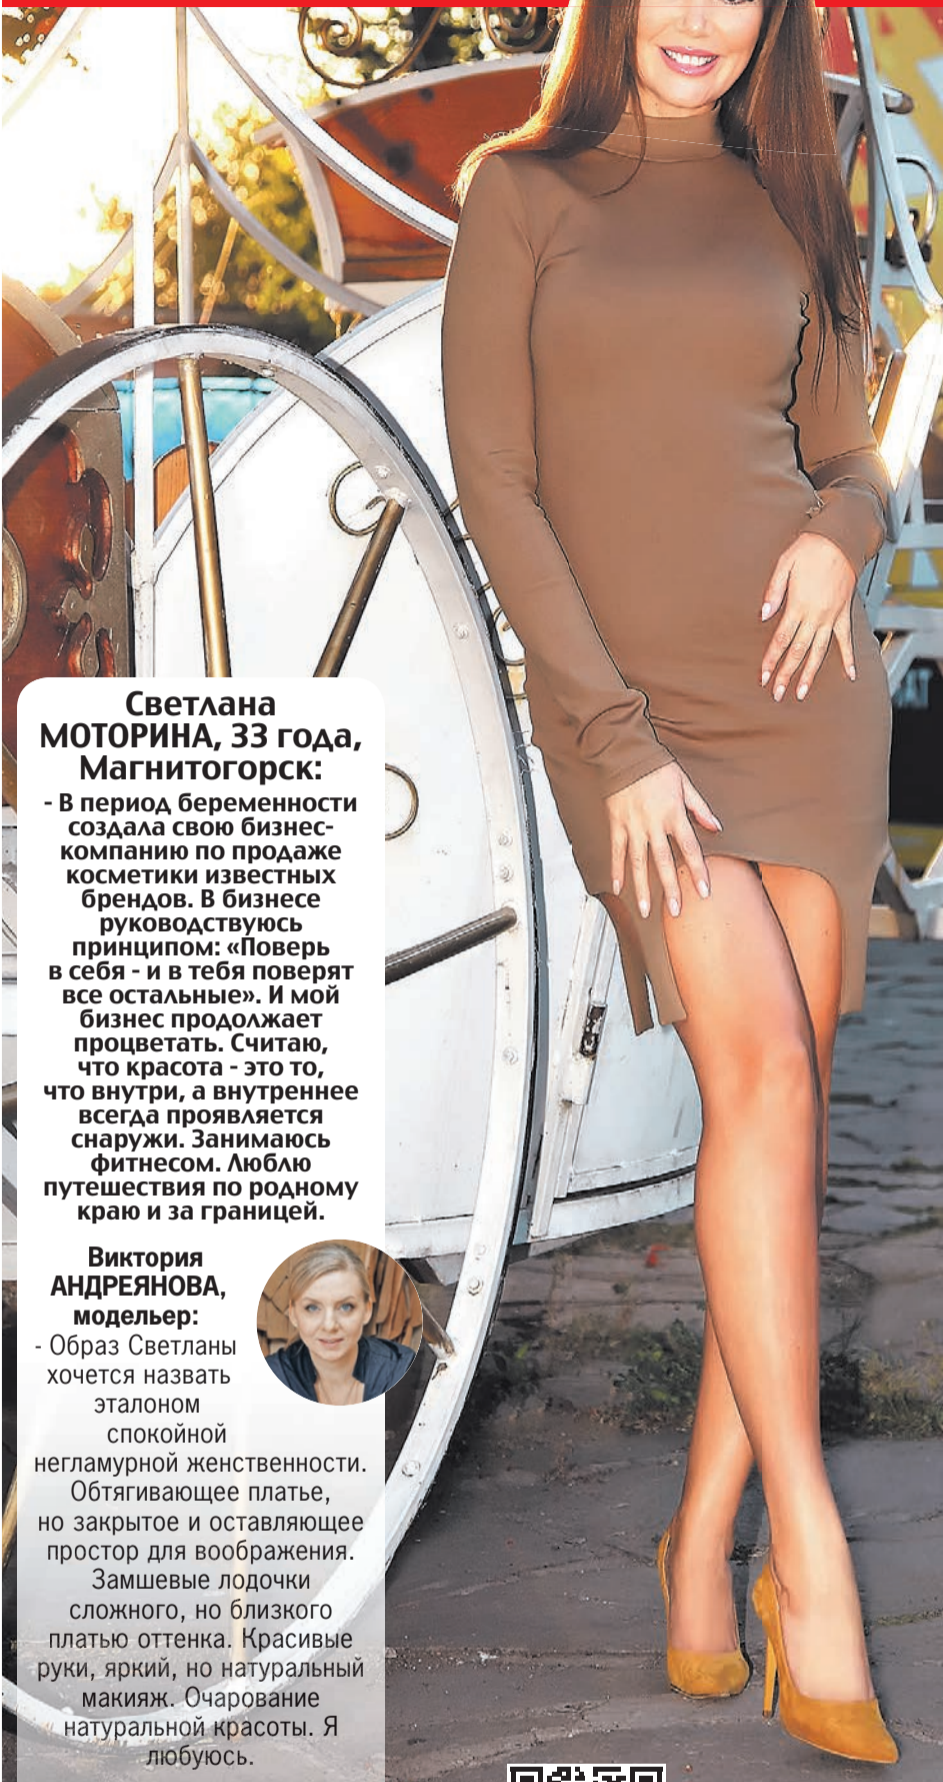 Светлана
МОТОРИНА, 33 года,
Магнитогорск:
- В период беременности
создала свою бизнес-
компанию по продаже
косметики известных
брендов. В бизнесе
руководствуюсь
принципом: «Поверь
в себя - и в тебя поверят
все остальные». И мой
бизнес продолжает
процветать. Считаю,
что красота - это то,
что внутри, а внутреннее
всегда проявляется
снаружи. Занимаюсь
фитнесом. Люблю
путешествия по родному
краю и за границей.
Виктория
АНДРЕЯНОВА,
модельер:
- Образ Светланы
хочется назвать
эталоном
спокойной
негламурной женственности.
Обтягивающее платье,
но закрытое и оставляющее
простор для воображения.
Замшевые лодочки
сложного, но близкого
платью оттенка. Красивые
руки, яркий, но натуральный
макияж. Очарование
натуральной красоты. Я
любуюсь.